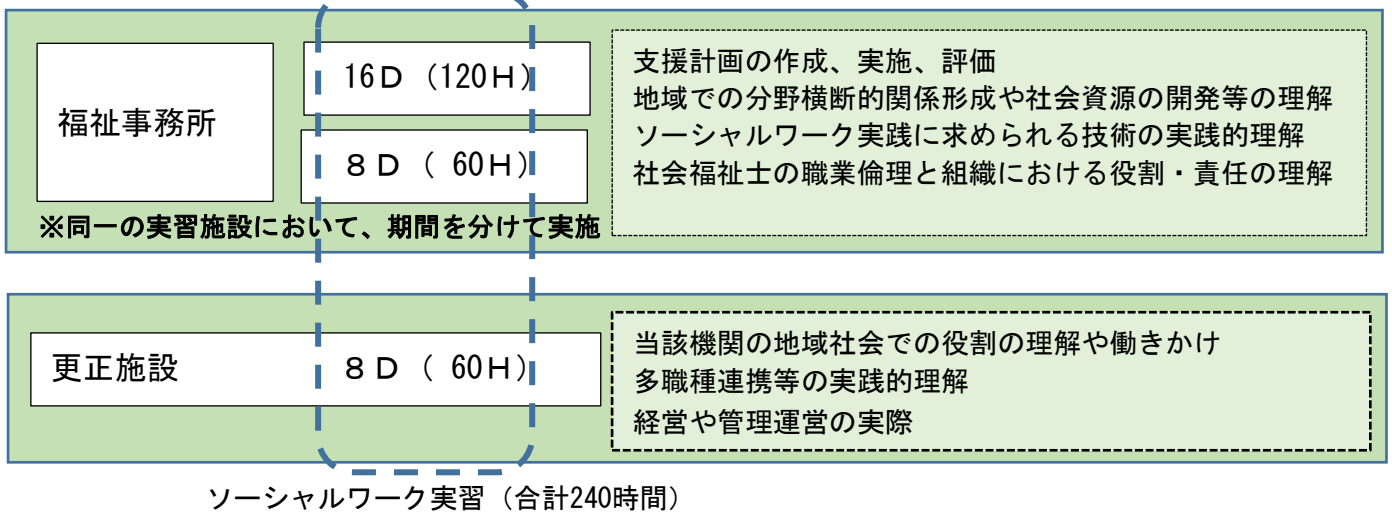 福祉事務所
16D (120H)
8D ( 60H)
※同一の実習施設において、期間を分けて実施
支援計画の作成、実施、評価
地域での分野横断的関係形成や社会資源の開発等の理解
ソーシャルワーク実践に求められる技術の実践的理解
社会福祉士の職業倫理と組織における役割・責任の理解
更正施設
8D ( 60H)
当該機関の地域社会での役割の理解や働きかけ
多職種連携等の実践的理解
経営や管理運営の実際
ソーシャルワーク実習（合計240時間）